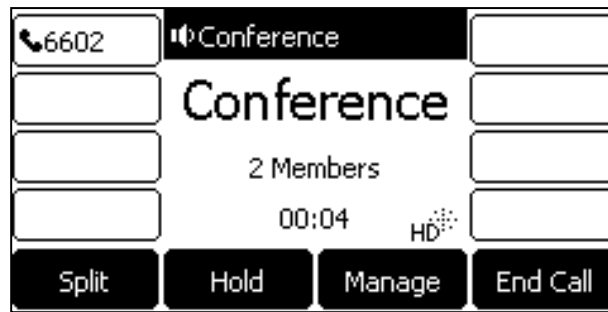 6602
Conference
Conference
2 Members
00:04
HD
Split
Hold
Manage
End Call